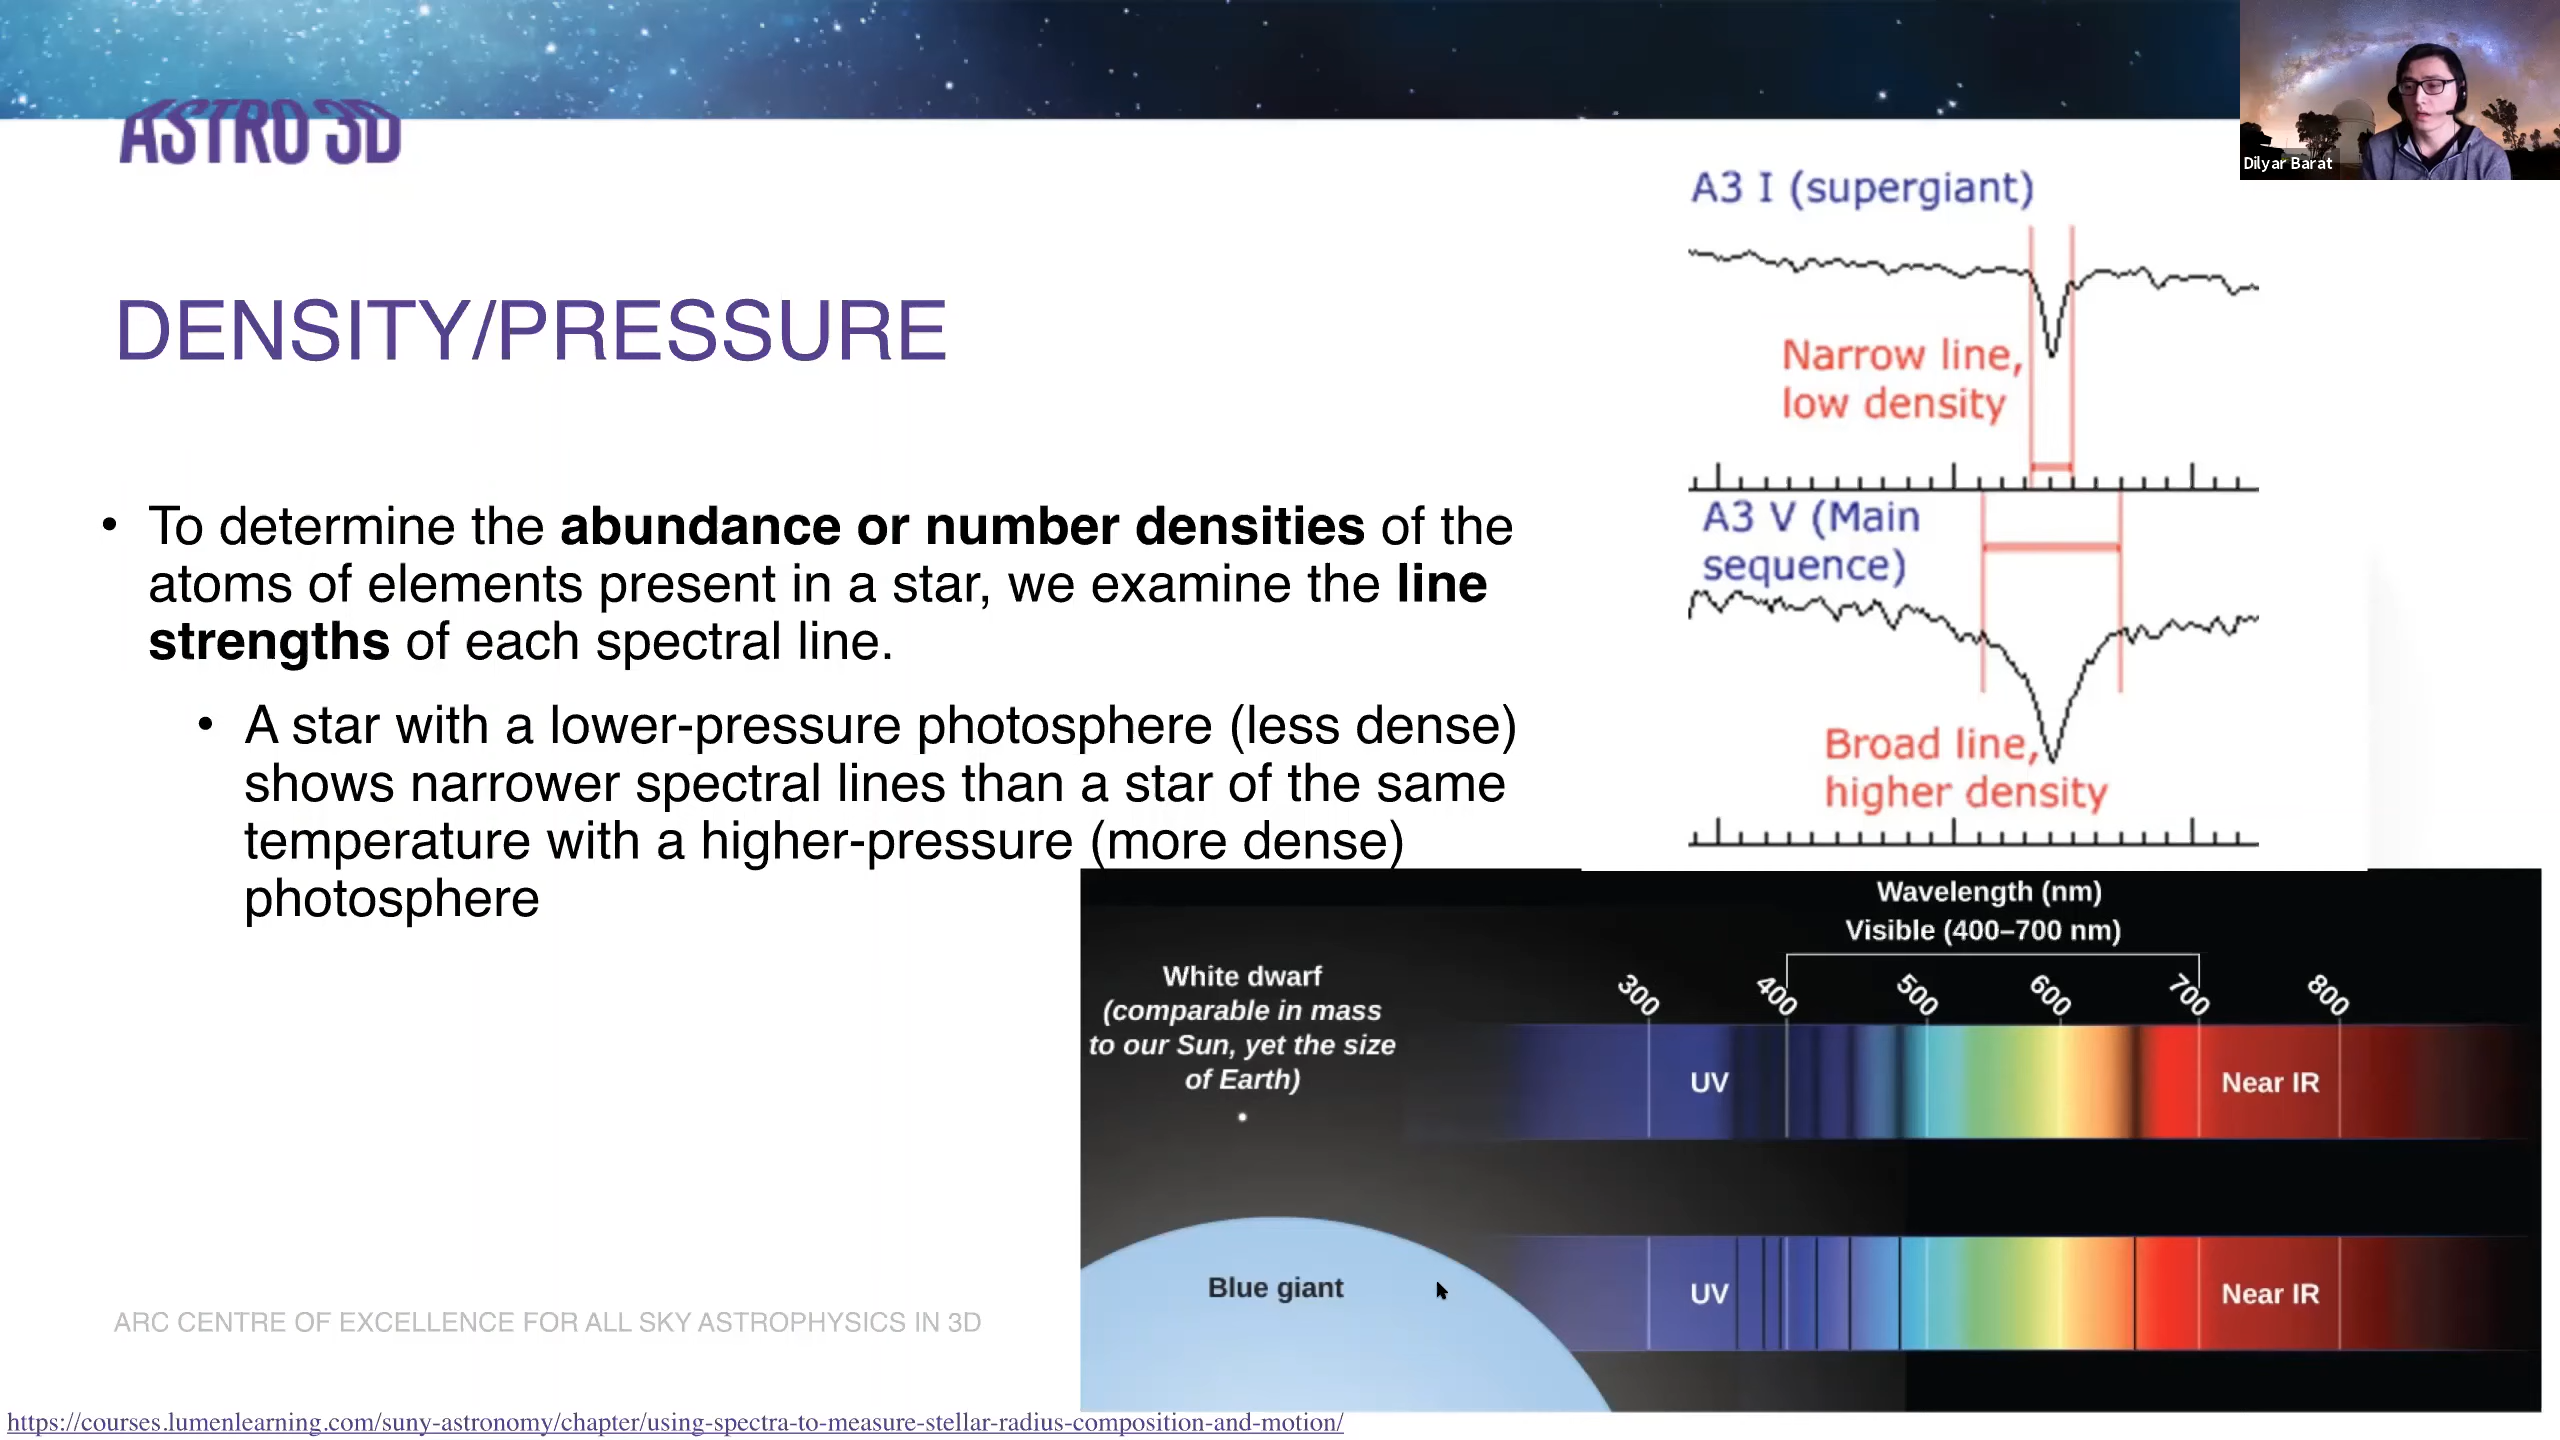 ASTRO 3D
Dilyar Barat
DENSITY/PRESSURE
• To determine the abundance or number densities of the
atoms of elements present in a star, we examine the line
strengths of each spectral line.
• A star with a lower-pressure photosphere (less dense)
shows narrower spectral lines than a star of the same
temperature with a higher-pressure (more dense)
photosphere
A3 I (supergiant)
Narrow line,
low density
A3 V (Main
sequence)
Broad line,
higher density
Wavelength (nm)
Visible (400–700 nm)
300 400 500 600 700 800
White dwarf
(comparable in mass
to our Sun, yet the size
of Earth)
UV Near IR
Blue giant
UV Near IR
ARC CENTRE OF EXCELLENCE FOR ALL SKY ASTROPHYSICS IN 3D
https://courses.lumenlearning.com/suny-astronomy/chapter/using-spectra-to-measure-stellar-radius-composition-and-motion/